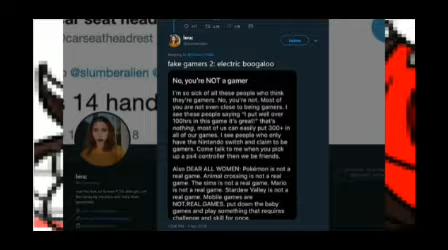 ar seat head
@carseatheadrest
@slumberalien
14 hand
lena:
lena:
@slumberalien
Follow
fake gamers 2: electric boogaloo
No, you're NOT a gamer
I'm so sick of all these people who think
they're gamers. No, you're not. Most of
you are not even close to being gamers. I
see these people saying "I put well over
100hrs in this game it's great!" that's
nothing, most of us can easily put 300+ in
all of our games. I see people who only
have the Nintendo switch and claim to be
gamers. Come talk to me when you pick
up a ps4 controller then we be friends.
Also DEAR ALL WOMEN: Pokémon is not a
real game. Animal crossing is not a real
game. The sims is not a real game. Mario
is not a real game. Stardew Valley is not a
real game. Mobile games are
NOT.REAL.GAMES. put down the baby
games and play something that requires
challenge and skill for once.